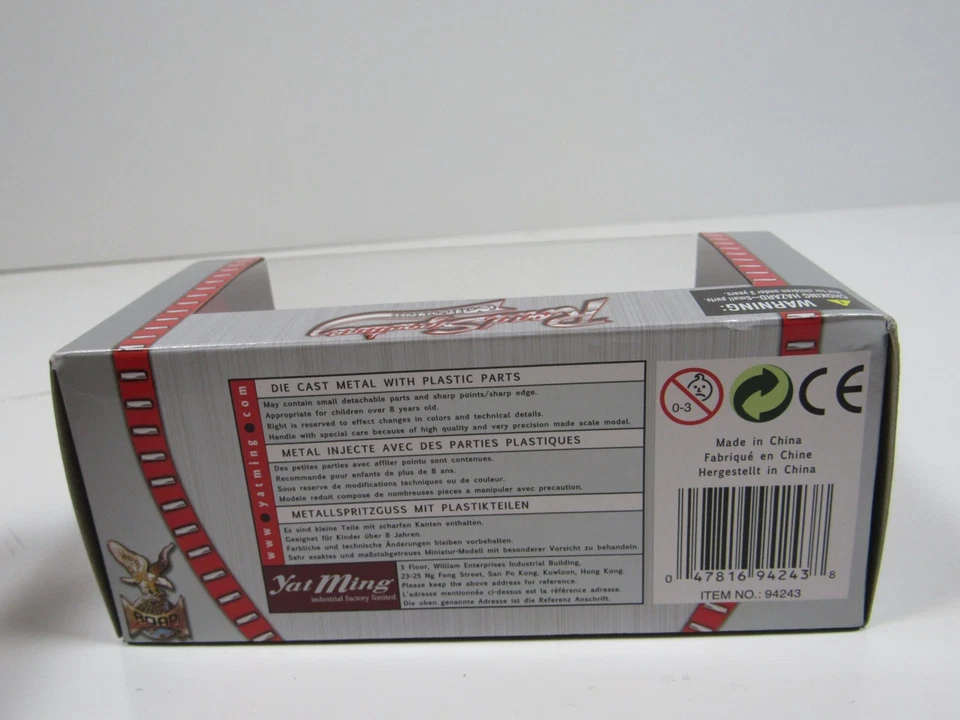 Road Signature
Collection
WARNING:
CHOKING HAZARD-Small parts.
Not for children under 3 years.
www.yatming.com
DIE CAST METAL WITH PLASTIC PARTS
May contain small detachable parts and sharp points/sharp edge.
Appropriate for children over 8 years old.
Right is reserved to effect changes in colors and technical details.
Handle with special care because of high quality and very precision made scale model.
METAL INJECTE AVEC DES PARTIES PLASTIQUES
Des petites parties avec affiler pointu sont contenues.
Recommande pour enfants de plus de 8 ans.
Sous reserve de modifications techniques ou de couleur.
Modele reduit compose de nombreuses pieces a manipuler avec precaution.
METALLSPRITZGUSS MIT PLASTIKTEILEN
Es sind kleine Teile mit scharfen Kanten enthalten.
Geeignet für Kinder über 8 Jahren.
Farbliche und technische Änderungen bleiben vorbehalten.
Sehr exaktes und maßstabgetreues Miniatur-Modell mit besonderer Vorsicht zu behandeln
Yat Ming
industrial factory limited
3 Floor, William Enterprises Industrial Building,
23-25 Ng Fong Street, San Po Kong, Kowloon, Hong Kong.
Please keep the above address for reference.
L'adresse mentionnée ci-dessus est la référence adresse.
Die oben genannte Adresse ist die Referenz Anschrift.
ROAD
0-3
CE
Made in China
Fabriqué en Chine
Hergestellt in China
0 47816 94243 8
ITEM NO.: 94243